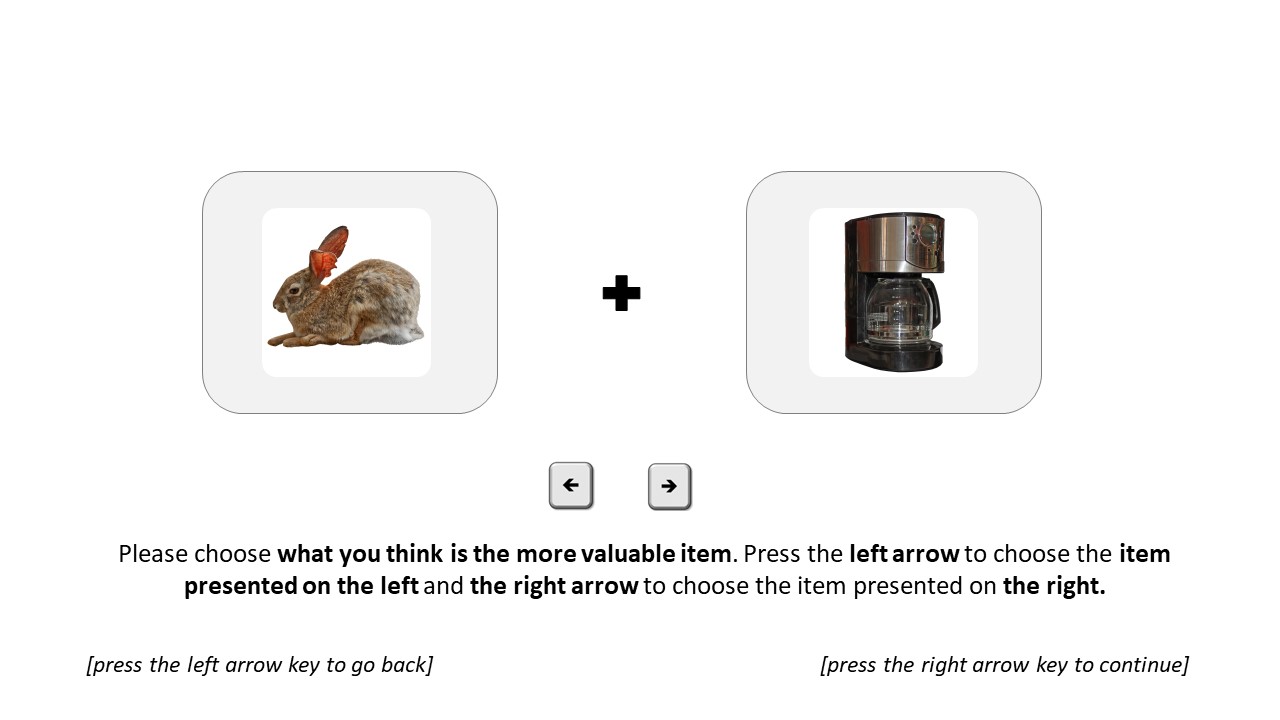 Please choose what you think is the more valuable item. Press the left arrow to choose the item
presented on the left and the right arrow to choose the item presented on the right.
[press the left arrow key to go back]
[press the right arrow key to continue]